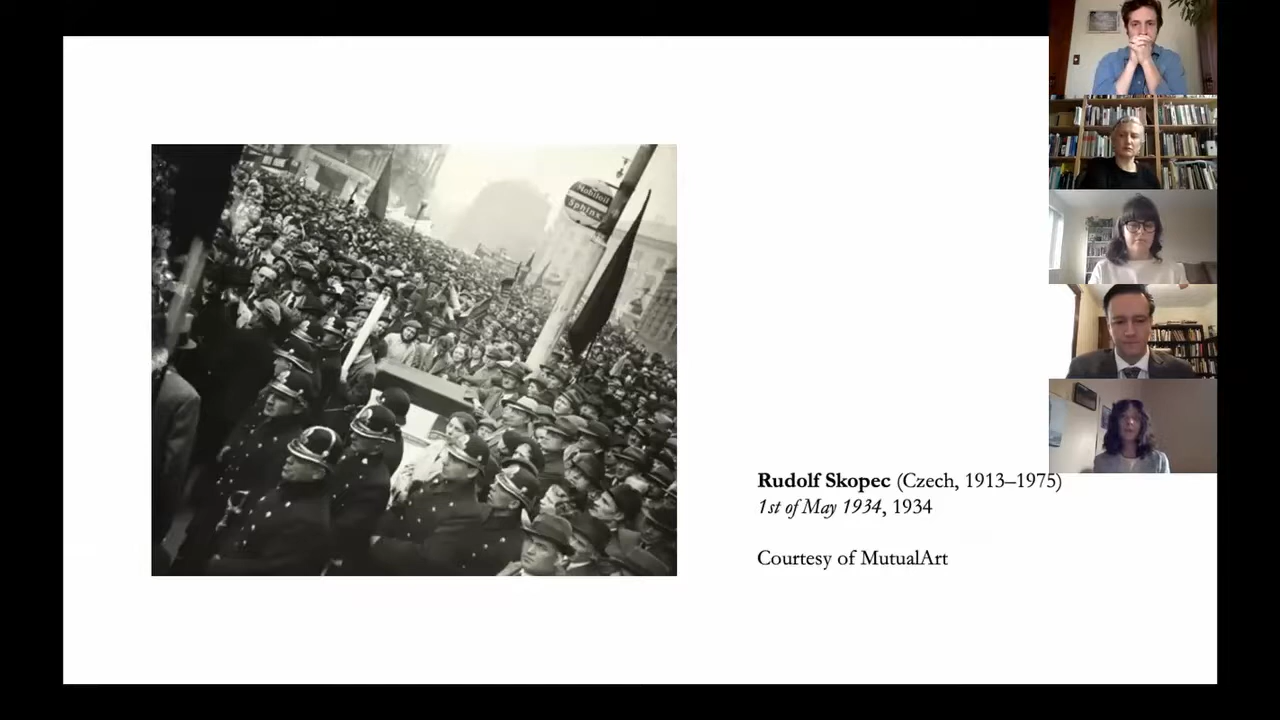 Mobiloil
Sphinx
Rudolf Skopec (Czech, 1913–1975)
1st of May 1934, 1934
Courtesy of MutualArt